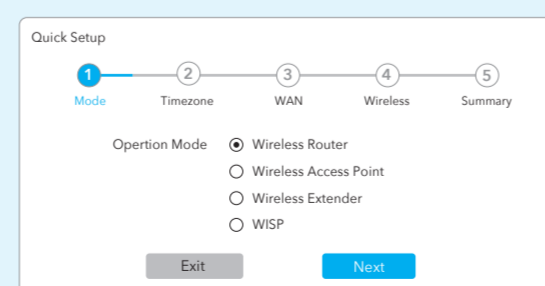 Quick Setup
1 2 3 4 5
Mode Timezone WAN Wireless Summary
Opertion Mode Wireless Router
Wireless Access Point
Wireless Extender
WISP
Exit Next